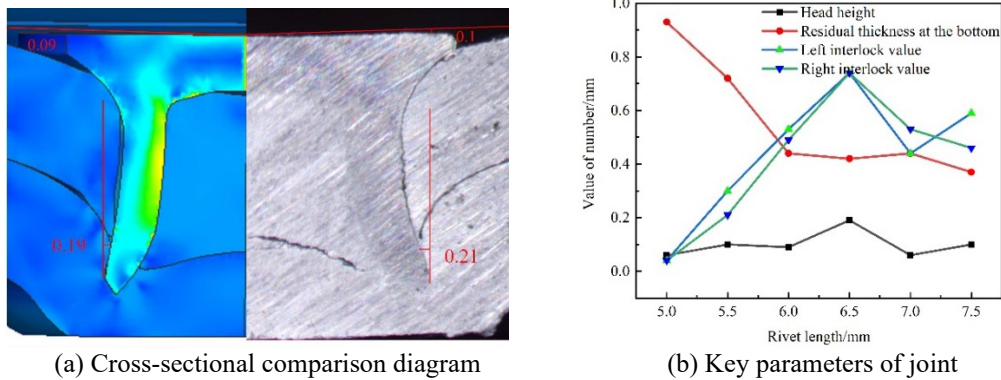 0.09
0.1
0.19
0.21
(a) Cross-sectional comparison diagram
Head height
Residual thickness at the bottom
Left interlock value
Right interlock value
Value of number/mm
1.0
0.8
0.6
0.4
0.2
0.0
5.0 5.5 6.0 6.5 7.0 7.5
Rivet length/mm
(b) Key parameters of joint